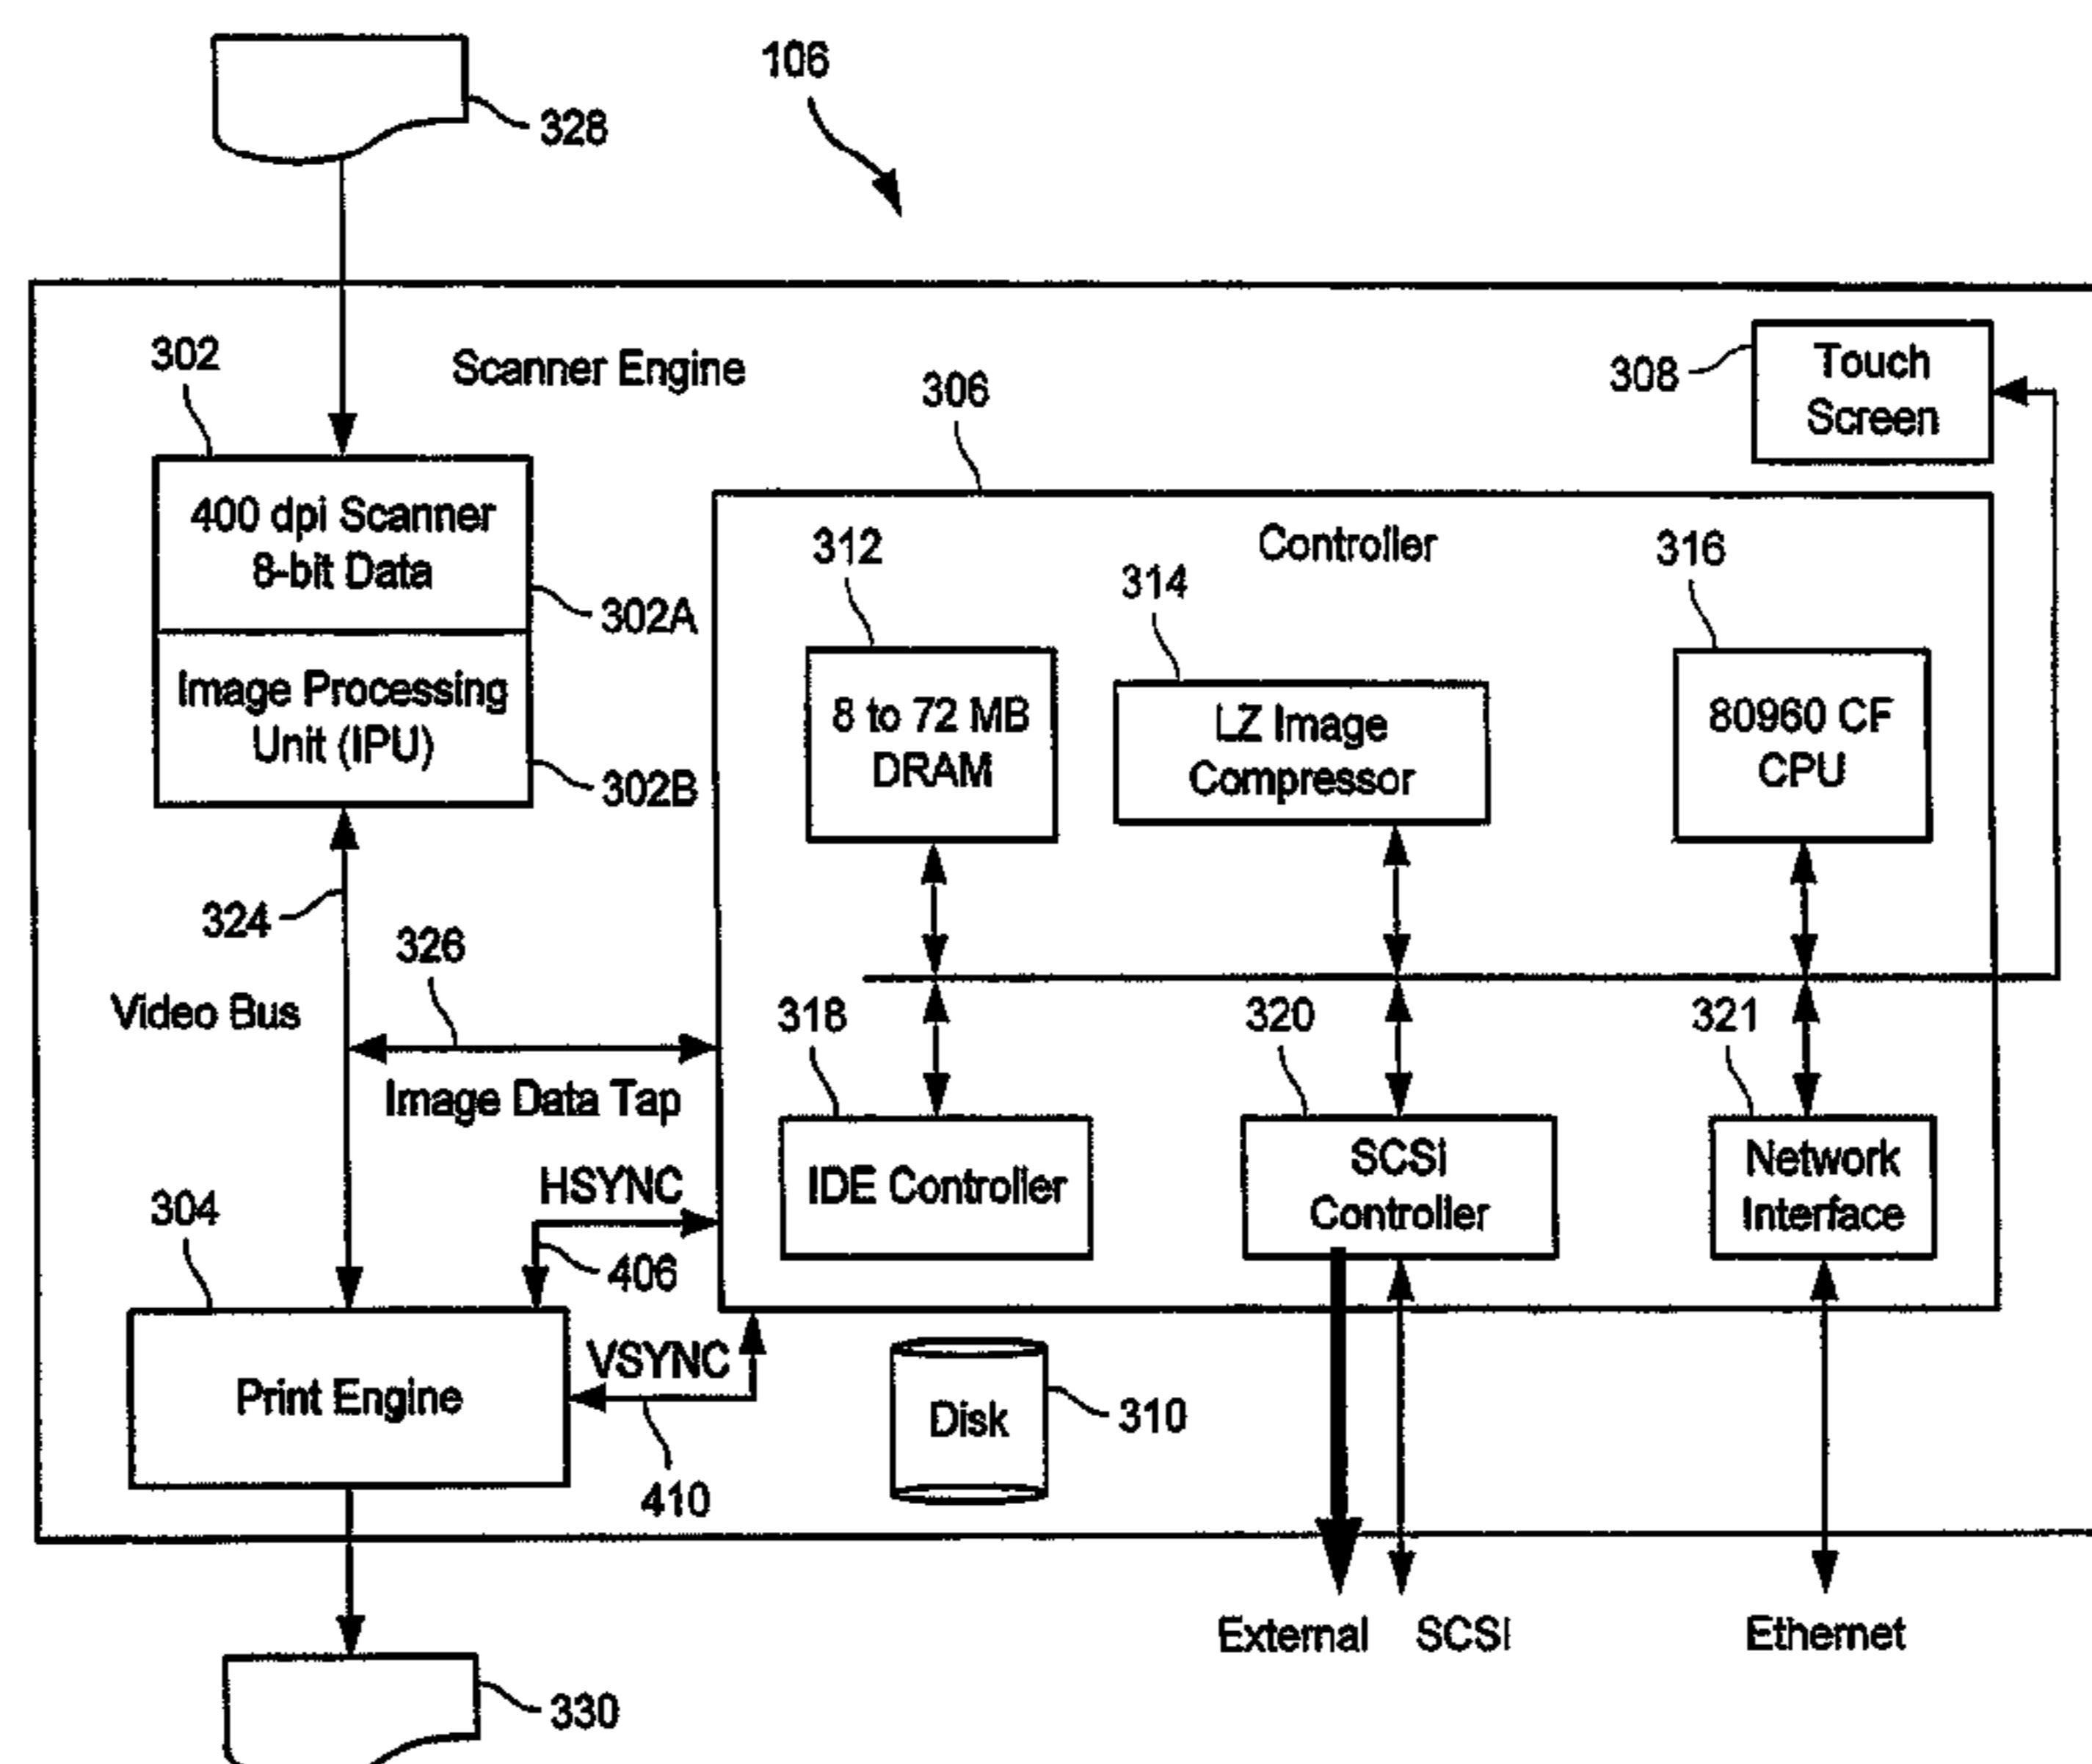 106
328
302
Scanner Engine
306
308
Touch
Screen
400 dpi Scanner
8-bit Data
302A
Image Processing
Unit (IPU)
302B
Controller
312
314
316
8 to 72 MB
DRAM
LZ Image
Compressor
80960 CF
CPU
324
326
Video Bus
Image Data Tap
318
320
321
IDE Controller
SCSI
Controller
Network
Interface
HSYNC
406
304
Print Engine
VSYNC
410
Disk
310
External
SCSI
Ethernet
330